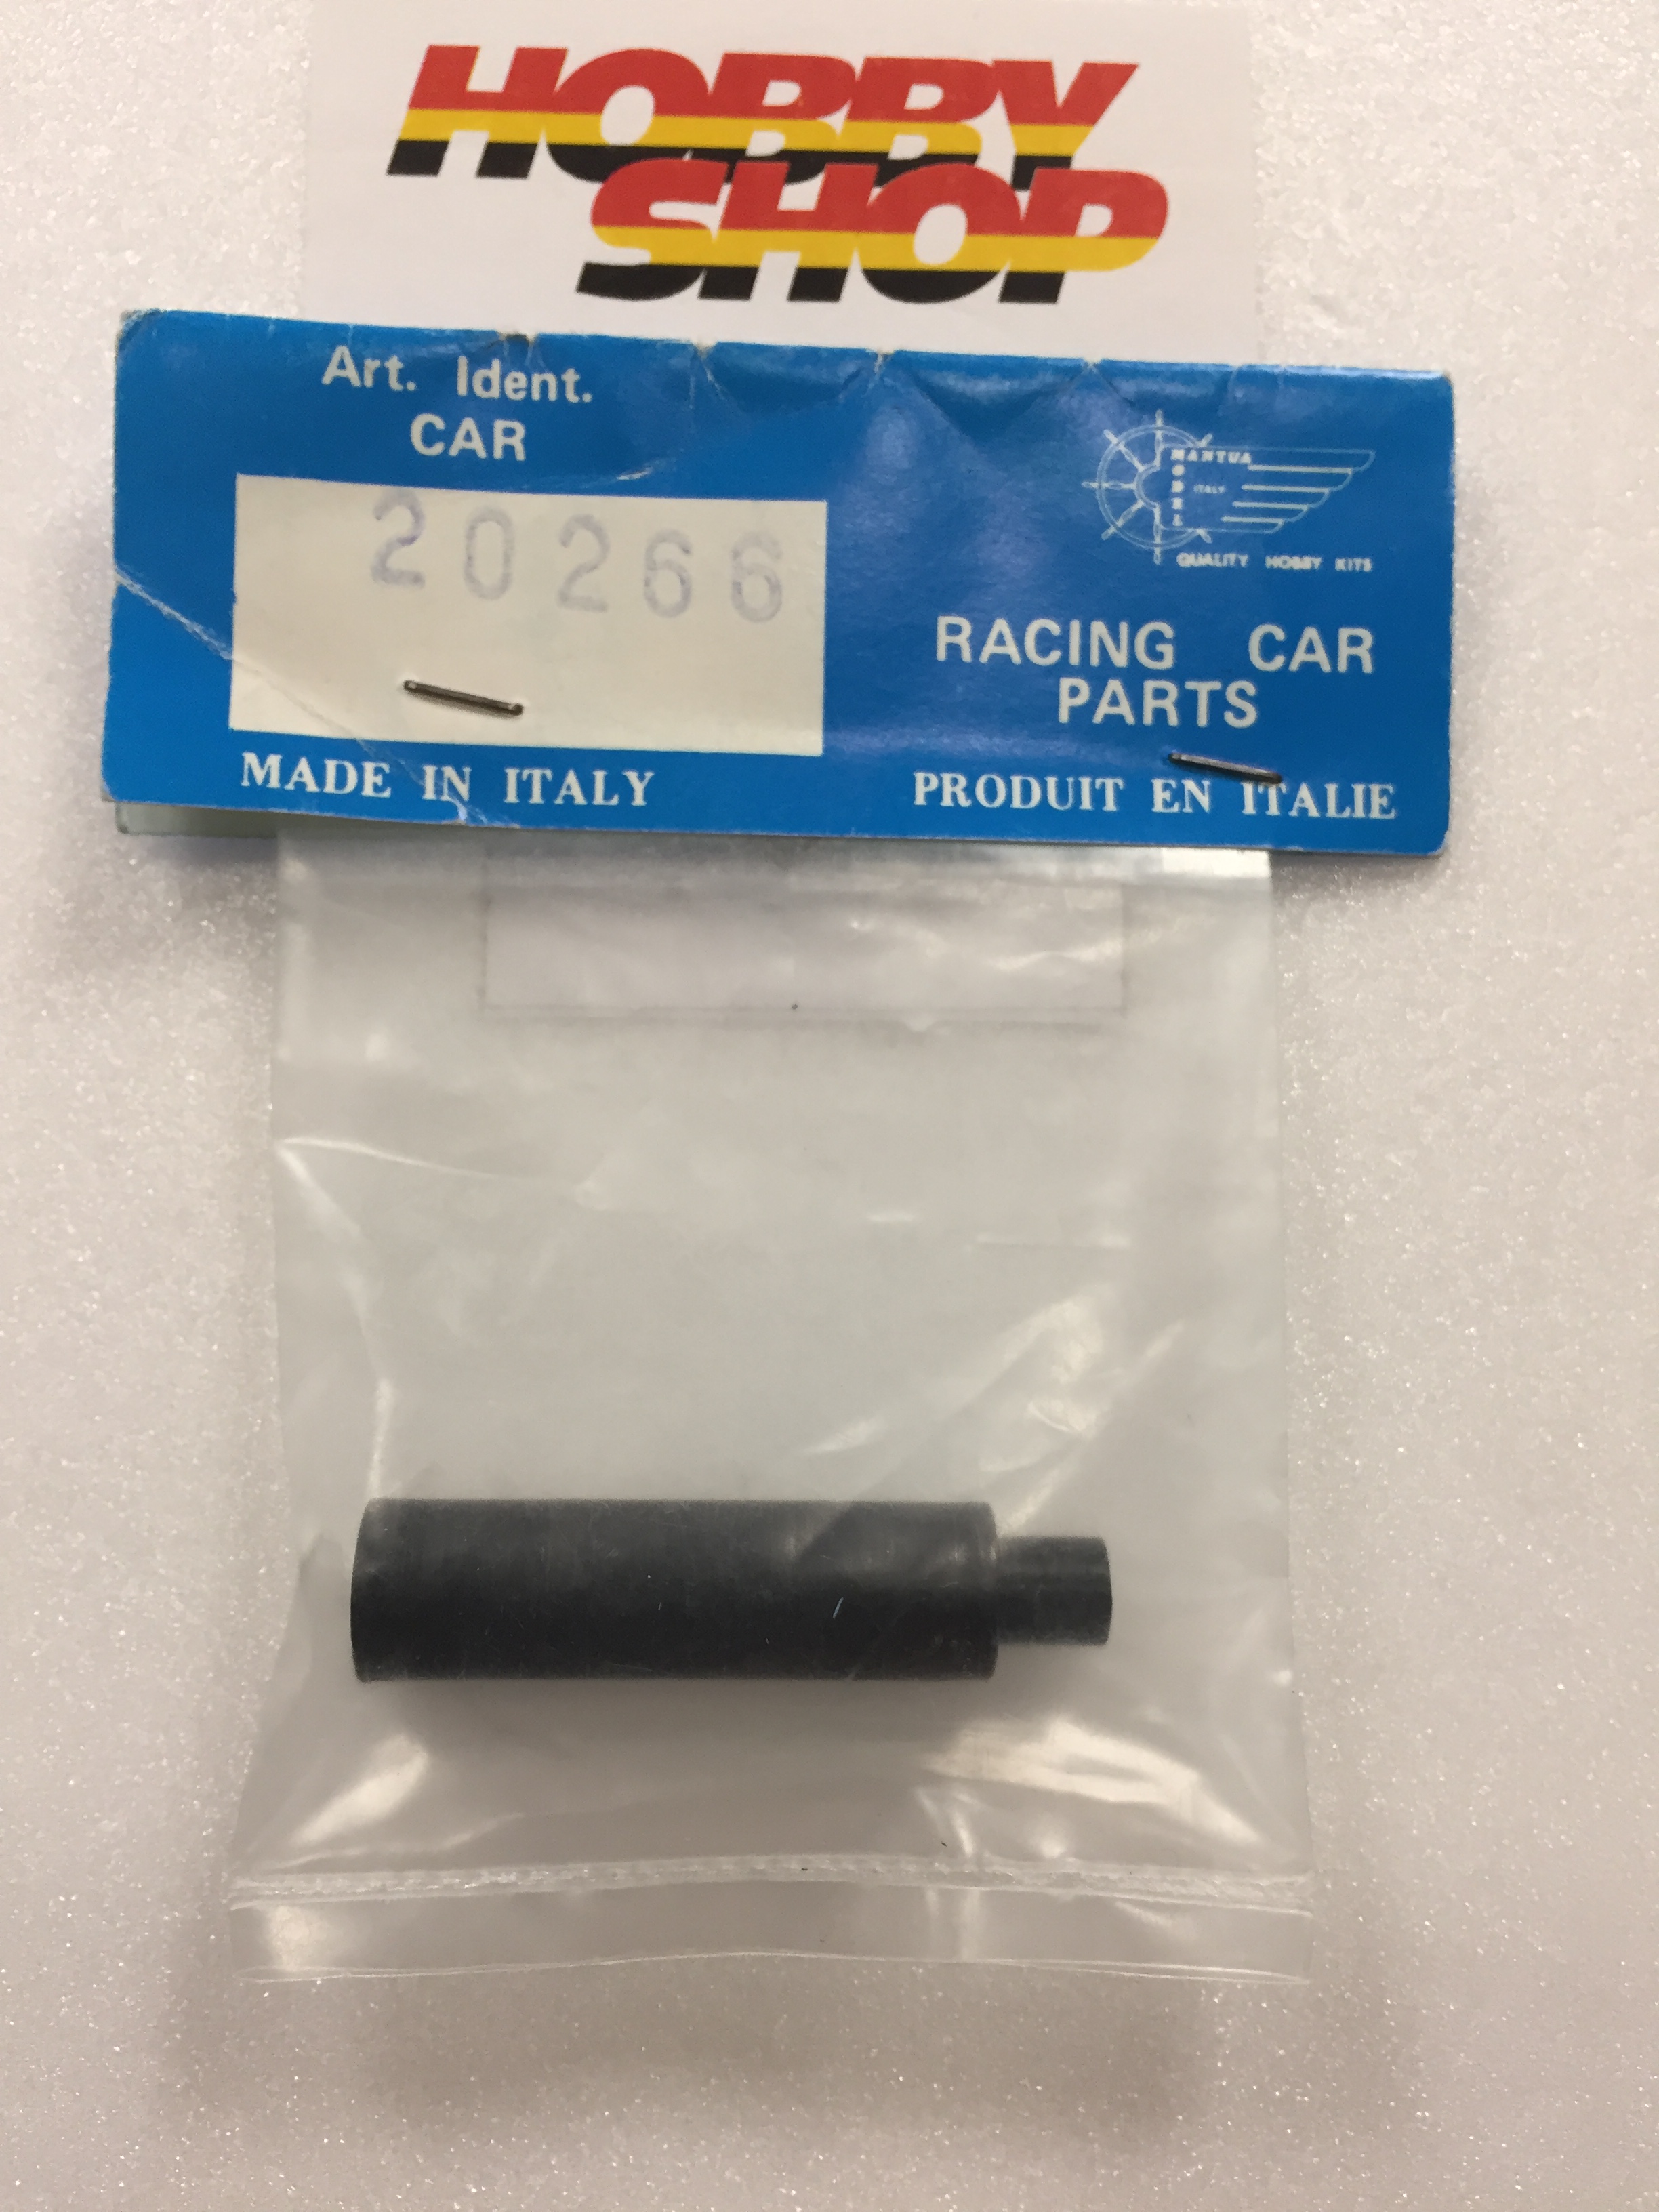 HOBBY
SHOP
Art. Ident.
CAR
20266
MANTUA
MODEL
ITALY
QUALITY HOBBY KITS
RACING CAR
PARTS
MADE IN ITALY
PRODUIT EN ITALIE